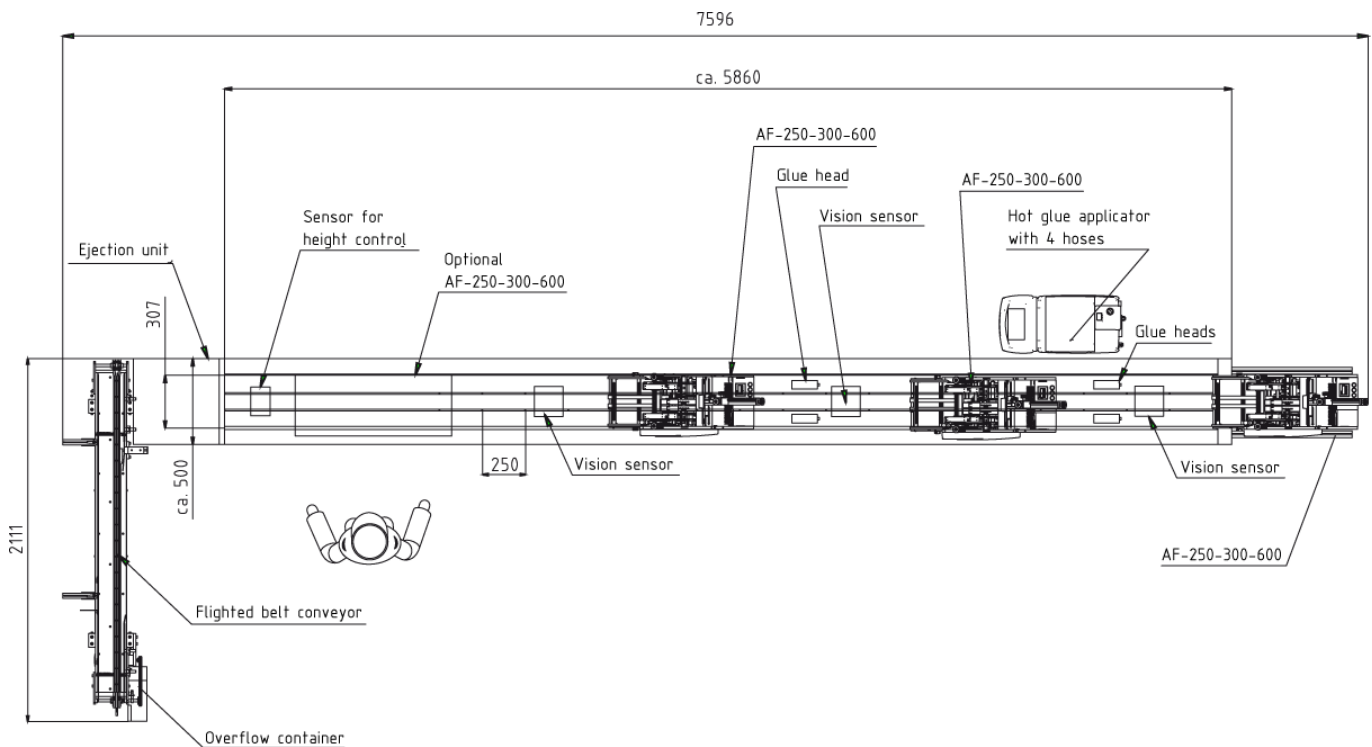 7596
ca. 5860
AF-250-300-600
Glue head
AF-250-300-600
Vision sensor
Hot glue applicator
with 4 hoses
Sensor for
height control
Ejection unit
Optional
AF-250-300-600
307
Glue heads
ca. 500
250
Vision sensor
Vision sensor
2111
AF-250-300-600
Flighted belt conveyor
Overflow container